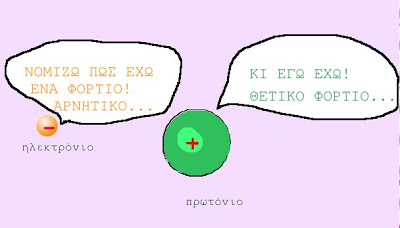 ΝΟΜΙΖΩ ΠΩΣ ΕΧΩ
ΕΝΑ ΦΟΡΤΙΟ!
ΑΡΝΗΤΙΚΟ...
ΚΙ ΕΓΩ ΕΧΩ!
ΘΕΤΙΚΟ ΦΟΡΤΙΟ...
ηλεκτρόνιο
πρωτόνιο